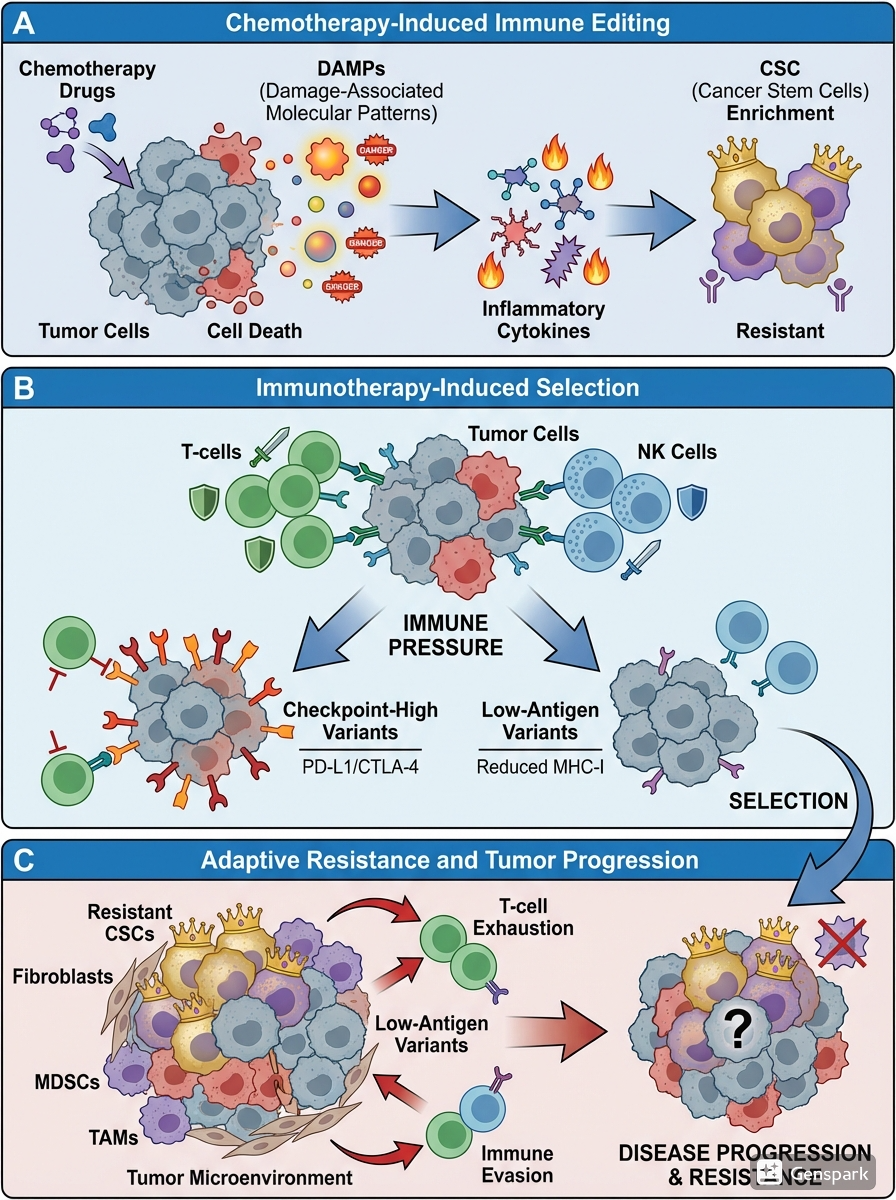 A
Chemotherapy-Induced Immune Editing
Chemotherapy
Drugs
DAMPs
(Damage-Associated
Molecular Patterns)
CSC
(Cancer Stem Cells)
Enrichment
Tumor Cells
Cell Death
Inflammatory
Cytokines
Resistant
B
Immunotherapy-Induced Selection
T-cells
Tumor Cells
NK Cells
IMMUNE
PRESSURE
Checkpoint-High
Variants
PD-L1/CTLA-4
Low-Antigen
Variants
Reduced MHC-I
SELECTION
C
Adaptive Resistance and Tumor Progression
Resistant
CSCs
Fibroblasts
MDSCs
TAMs
Tumor Microenvironment
T-cell
Exhaustion
Low-Antigen
Variants
Immune
Evasion
?
DISEASE PROGRESSION
& RESISTANCE
Genspark